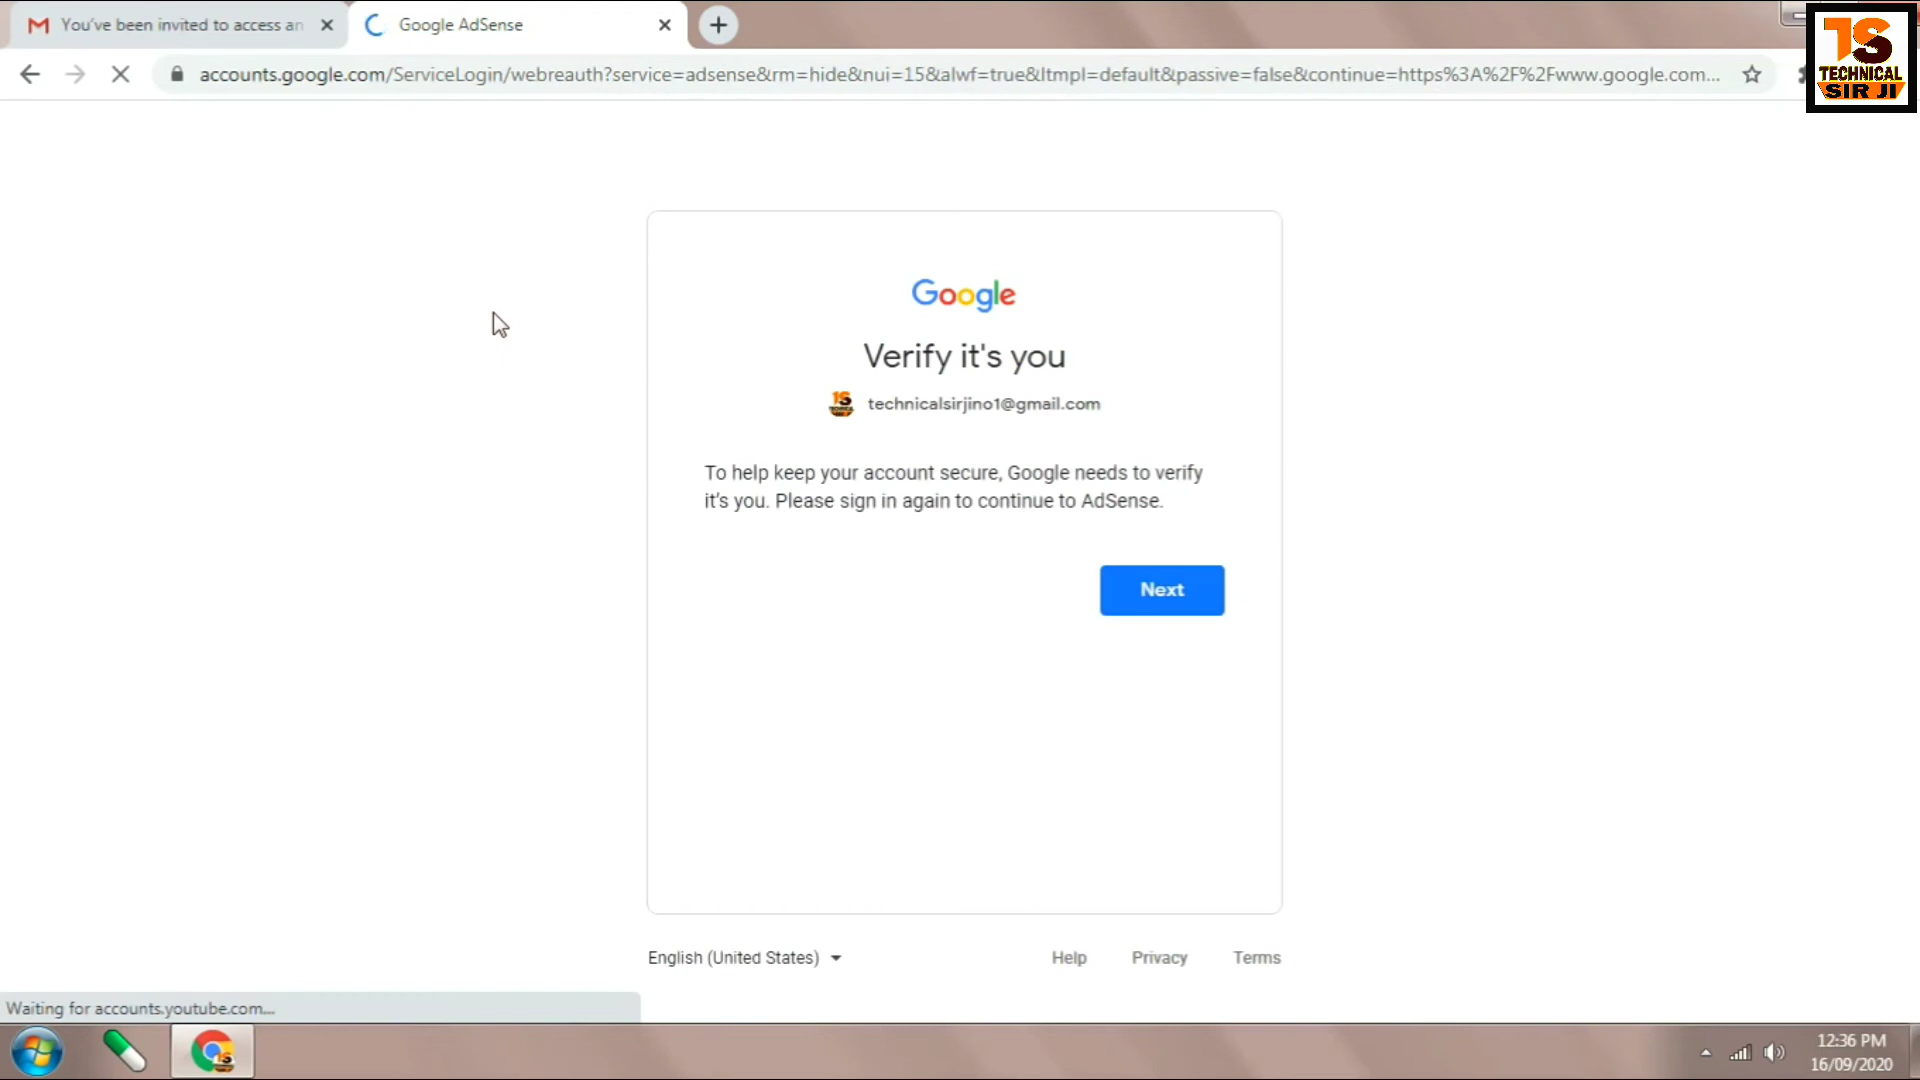 You've been invited to access an
Google AdSense
accounts.google.com/ServiceLogin/webreauth?service=adsense&rm=hide&nui=15&alwf=true&ltmpl=default&passive=false&continue=https%3A%2F%2Fwww.google.com...
TS
TECHNICAL
SIR JI
Google
Verify it's you
technicalsirjino1@gmail.com
To help keep your account secure, Google needs to verify
it's you. Please sign in again to continue to AdSense.
Next
English (United States)
Help Privacy Terms
Waiting for accounts.youtube.com...
12:36 PM
16/09/2020